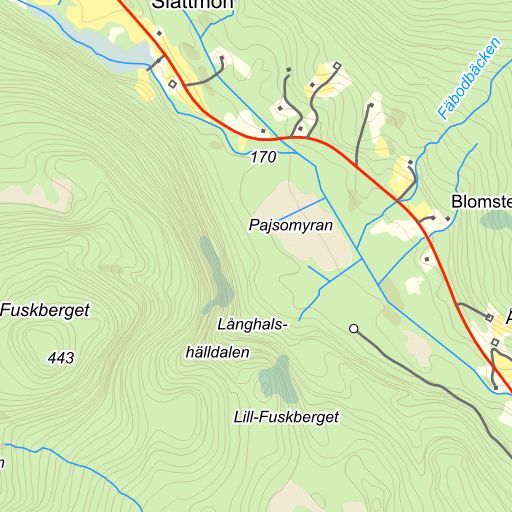 Slättmon
Fäbodbäcken
170
Blomste
Pajsomyran
Fuskberget
Långhals-
hälldalen
443
Lill-Fuskberget